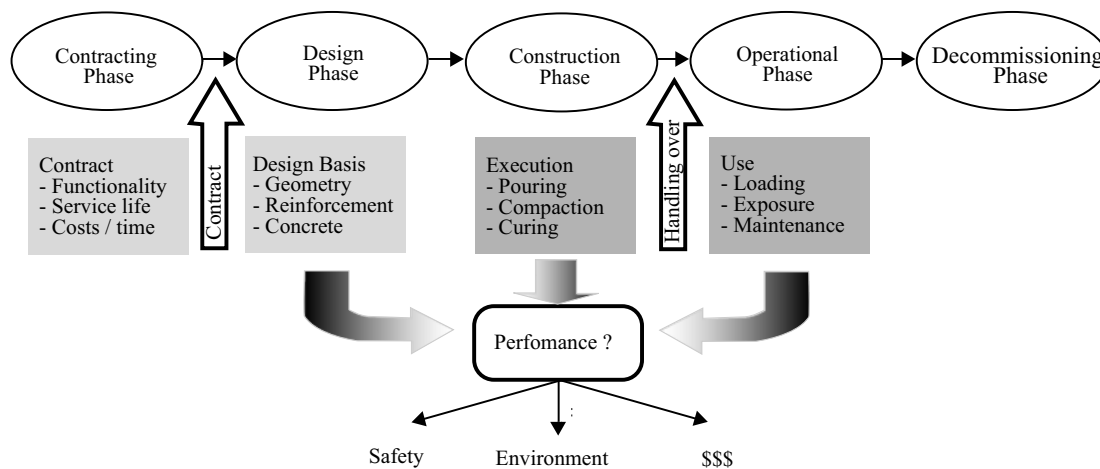 Contracting
Phase
Design
Phase
Construction
Phase
Operational
Phase
Decommissioning
Phase
Contract
- Functionality
- Service life
- Costs / time
Contract
Design Basis
- Geometry
- Reinforcement
- Concrete
Execution
- Pouring
- Compaction
- Curing
Handling over
Use
- Loading
- Exposure
- Maintenance
Perfomance ?
:
Safety
Environment
$$$